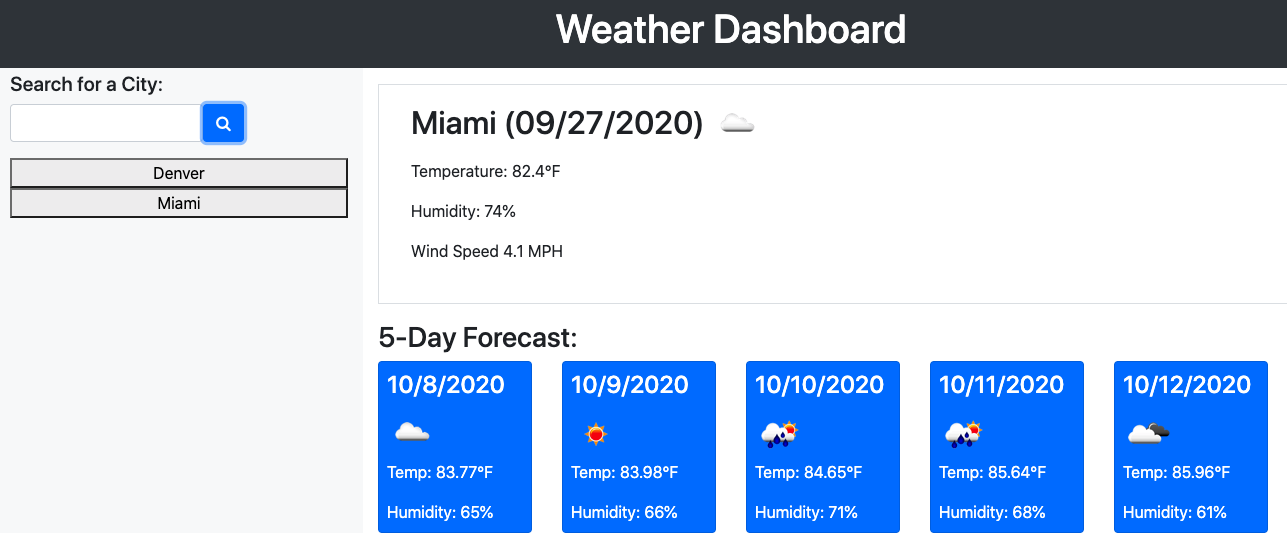 Weather Dashboard
Search for a City:
Denver
Miami
Miami (09/27/2020)
Temperature: 82.4°F
Humidity: 74%
Wind Speed 4.1 MPH
5-Day Forecast:
10/8/2020
Temp: 83.77°F
Humidity: 65%
10/9/2020
Temp: 83.98°F
Humidity: 66%
10/10/2020
Temp: 84.65°F
Humidity: 71%
10/11/2020
Temp: 85.64°F
Humidity: 68%
10/12/2020
Temp: 85.96°F
Humidity: 61%